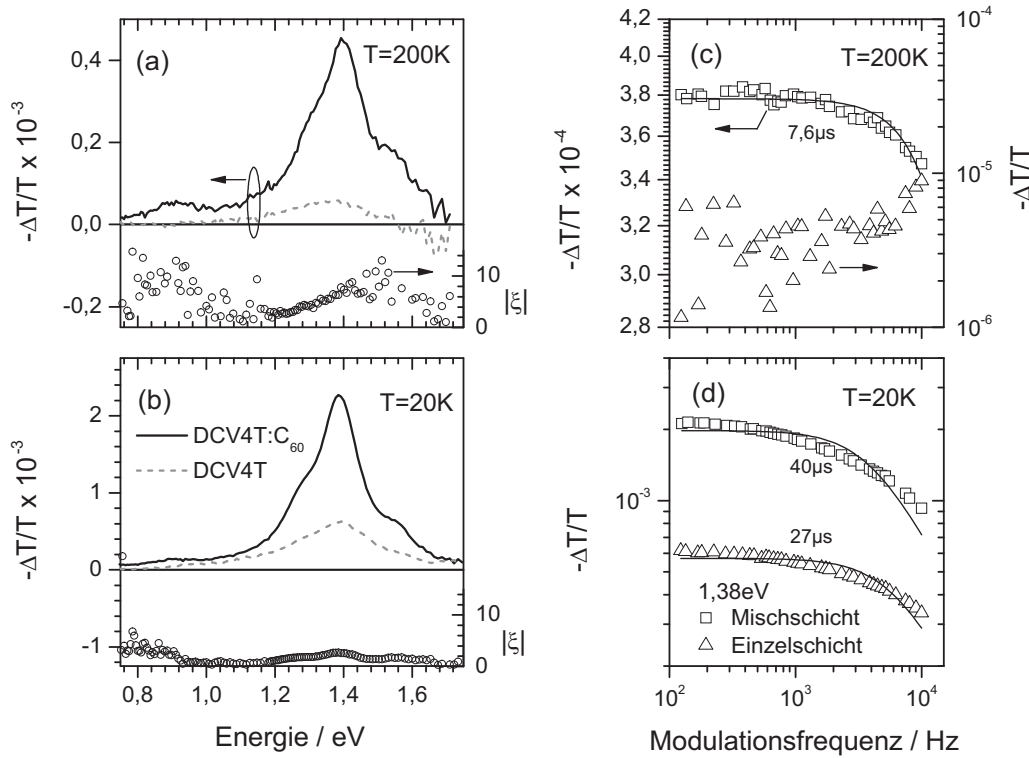 (a)
T=200K
-ΔT/T x 10⁻³
0,4
0,2
0,0
-0,2
10
0
|ξ|
(b)
T=20K
DCV4T:C₆₀
DCV4T
-ΔT/T x 10⁻³
2
1
0
-1
10
0
|ξ|
0,8 1,0 1,2 1,4 1,6
Energie / eV
(c)
T=200K
7,6µs
-ΔT/T x 10⁻⁴
4,2
4,0
3,8
3,6
3,4
3,2
3,0
2,8
10⁻⁴
10⁻⁵
10⁻⁶
-ΔT/T
(d)
T=20K
40µs
27µs
1,38eV
Mischschicht
Einzelschicht
-ΔT/T
10⁻³
10² 10³ 10⁴
Modulationsfrequenz / Hz